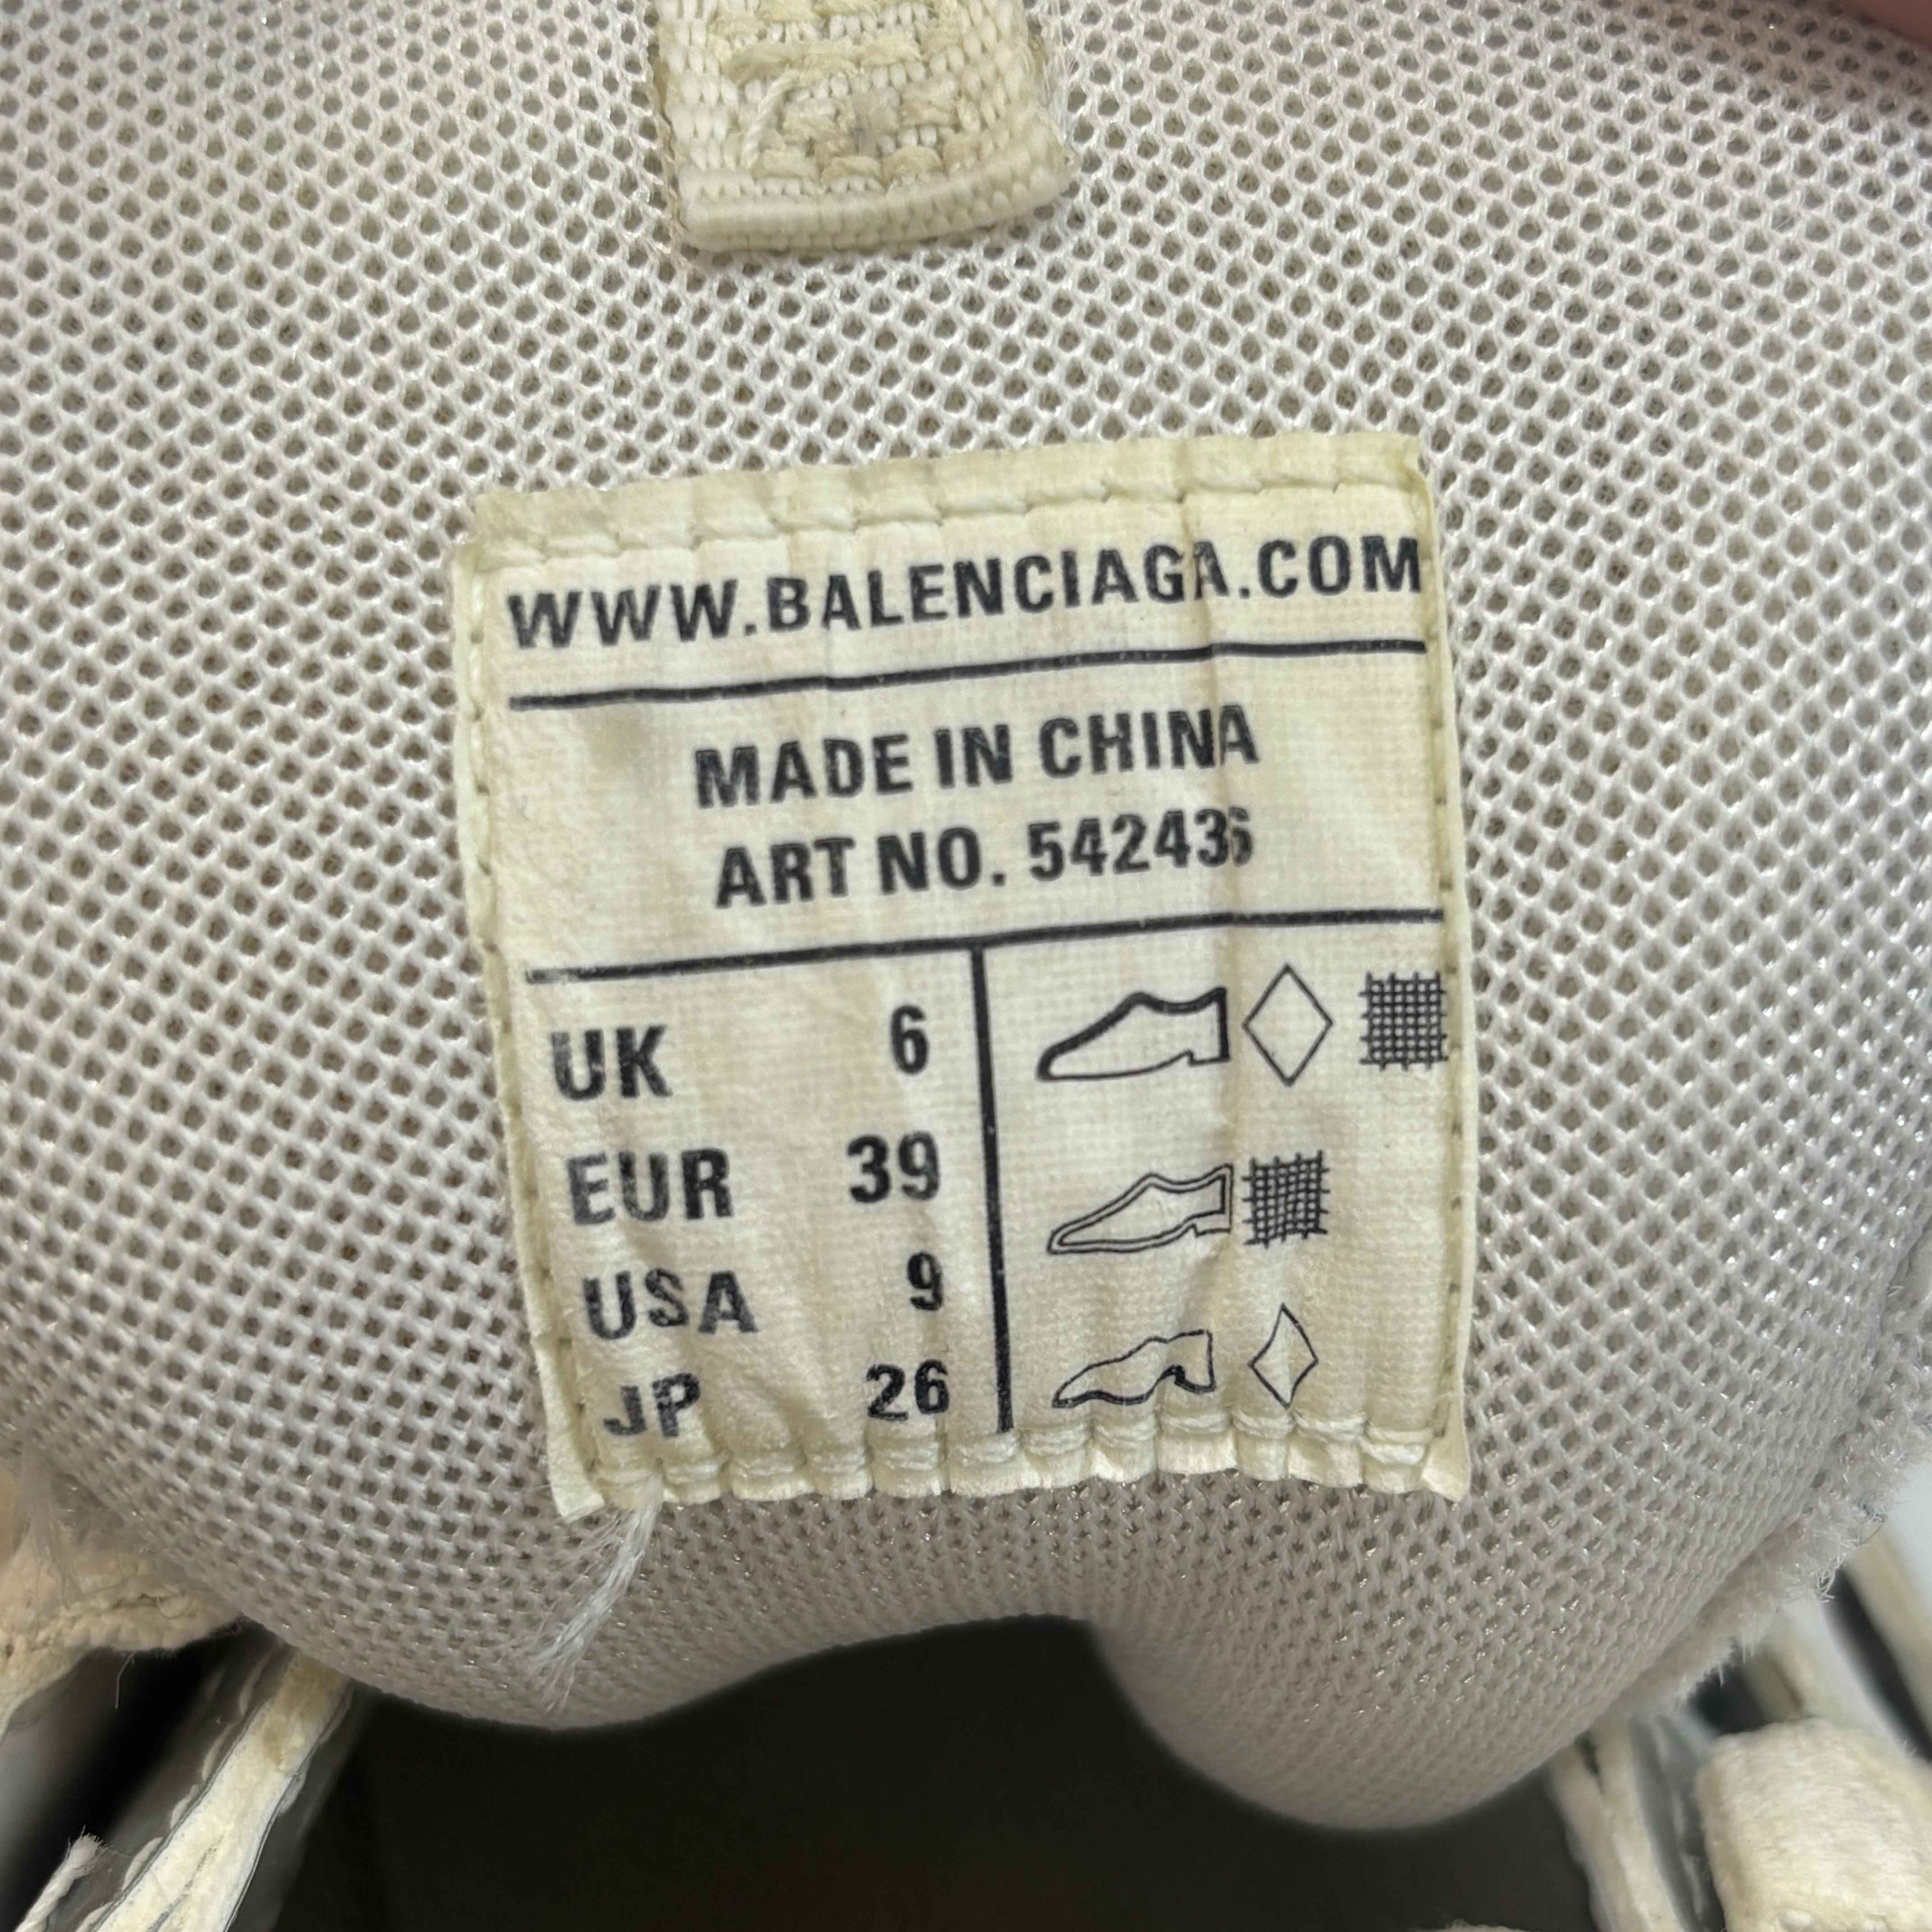 WWW.BALENCIAGA.COM
MADE IN CHINA
ART NO. 542436
UK 6
EUR 39
USA 9
JP 26